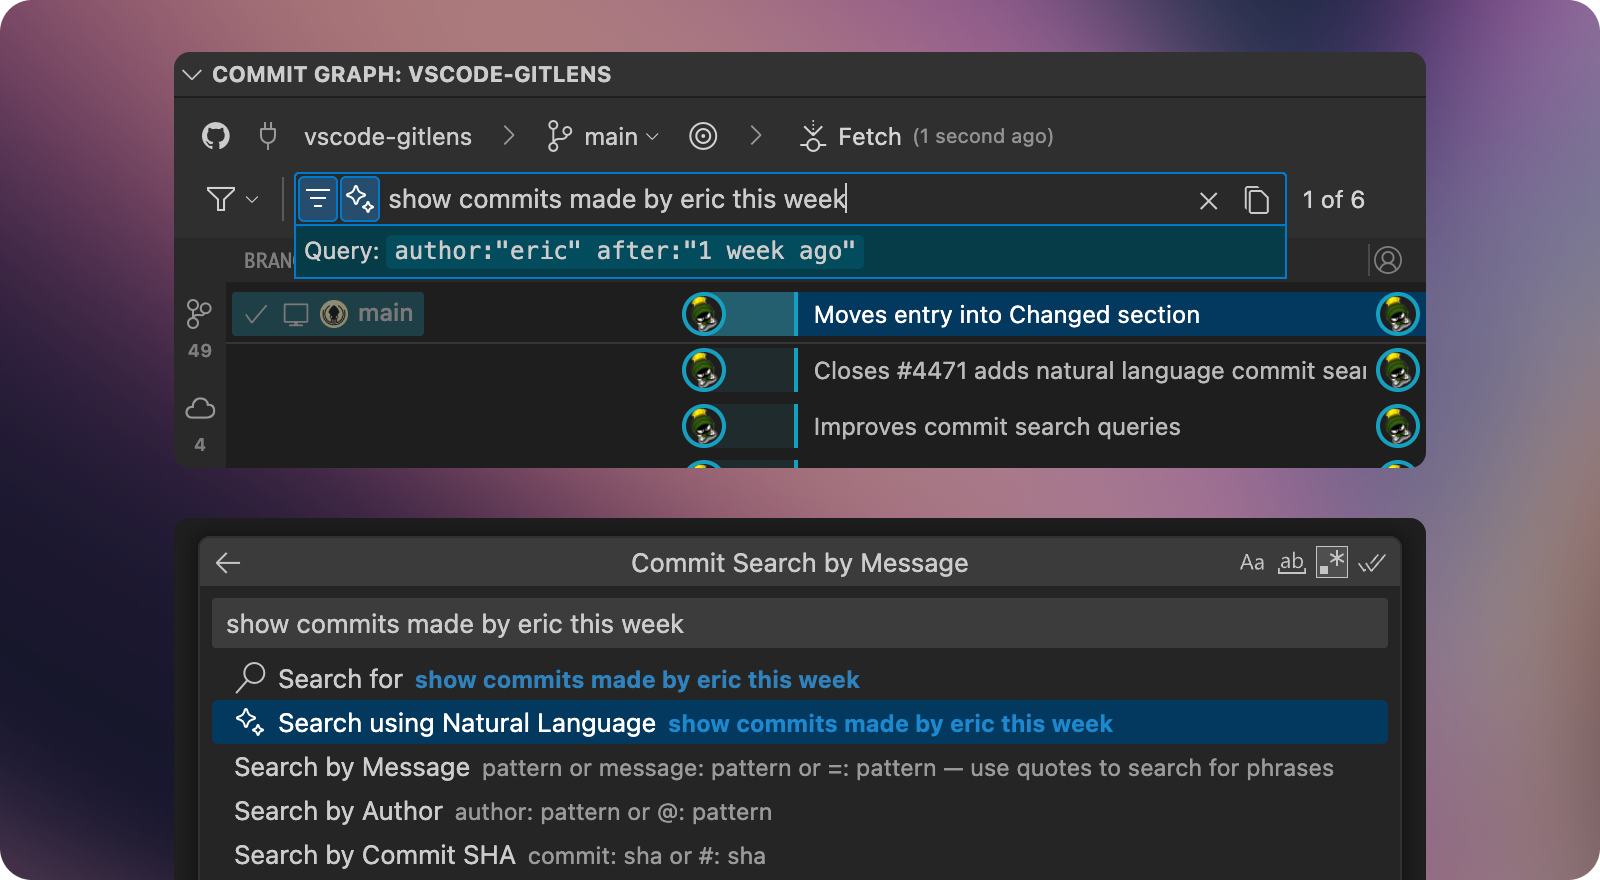 COMMIT GRAPH: VSCODE-GITLENS
vscode-gitlens > main Fetch (1 second ago)
show commits made by eric this week 1 of 6
Query: author:"eric" after:"1 week ago"
BRAN
main Moves entry into Changed section
49
Closes #4471 adds natural language commit sear
Improves commit search queries
4
Commit Search by Message Aa ab .*
show commits made by eric this week
Search for show commits made by eric this week
Search using Natural Language show commits made by eric this week
Search by Message pattern or message: pattern or =: pattern — use quotes to search for phrases
Search by Author author: pattern or @: pattern
Search by Commit SHA commit: sha or #: sha